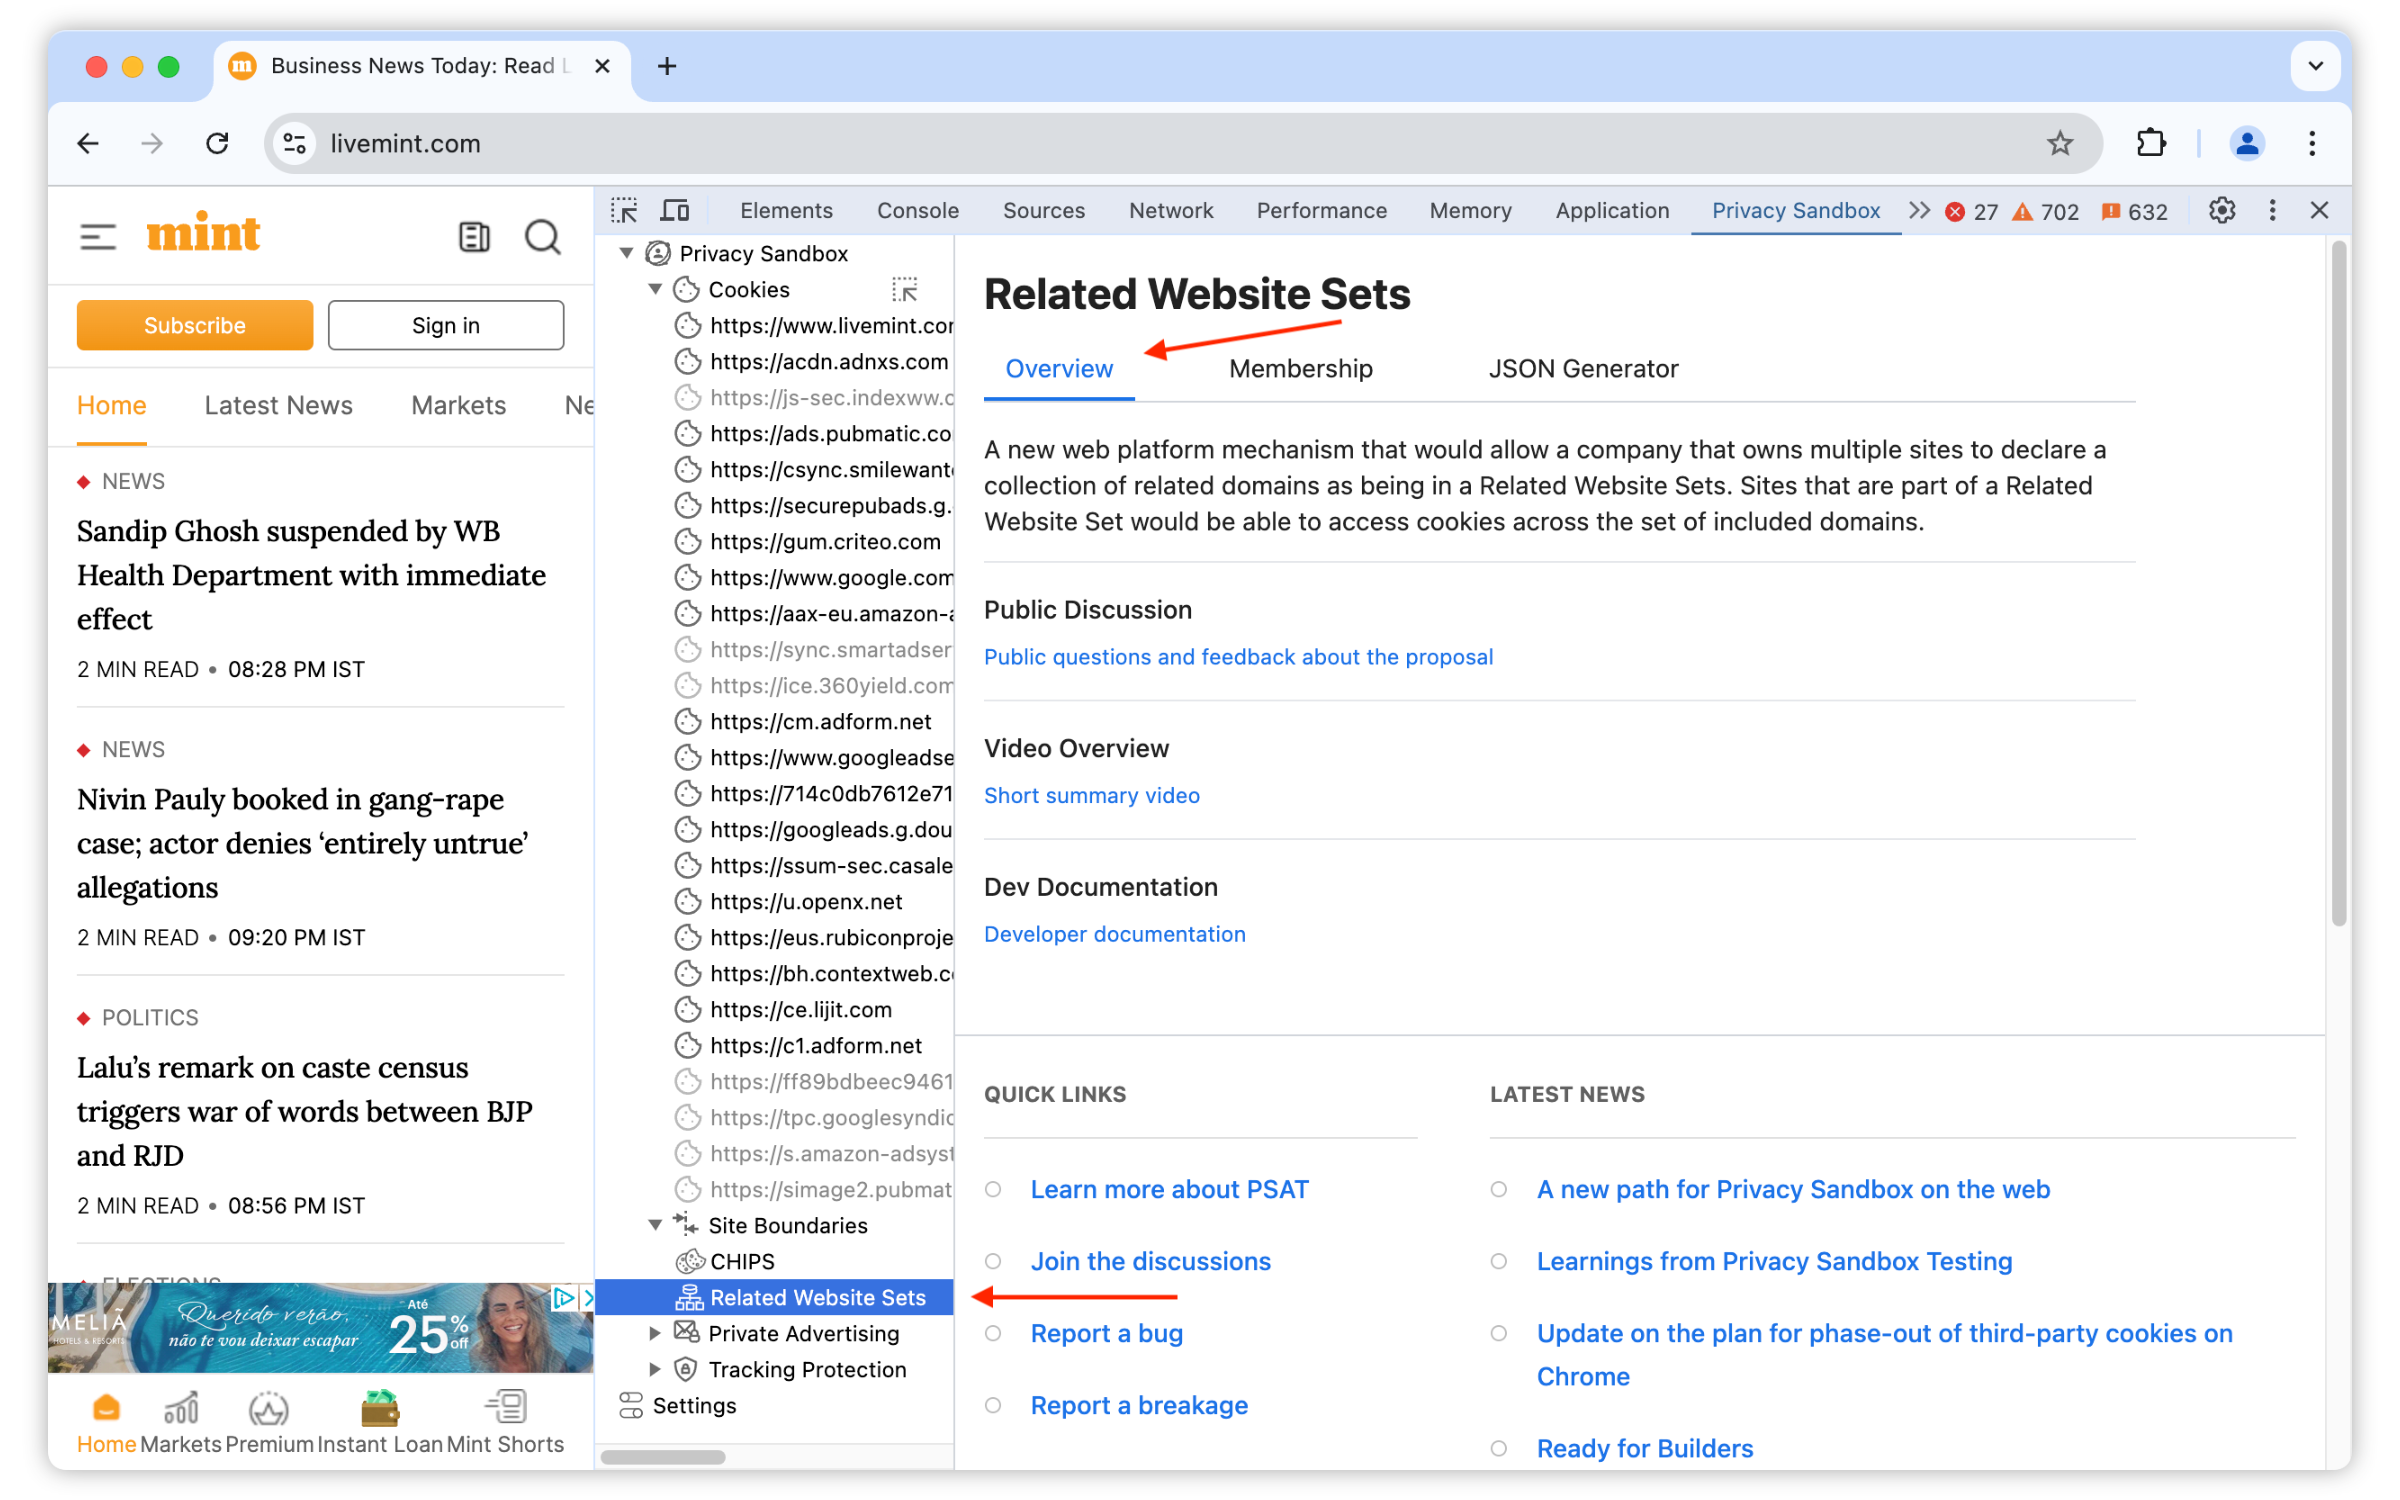 Business News Today: Read L
livemint.com
mint
Subscribe
Sign in
Home
Latest News
Markets
Ne
NEWS
Sandip Ghosh suspended by WB
Health Department with immediate
effect
2 MIN READ • 08:28 PM IST
NEWS
Nivin Pauly booked in gang-rape
case; actor denies ‘entirely untrue’
allegations
2 MIN READ • 09:20 PM IST
POLITICS
Lalu’s remark on caste census
triggers war of words between BJP
and RJD
2 MIN READ • 08:56 PM IST
ELECTIONS
MELIÃ
HOTELS & RESORTS
Querido verão,
não te vou deixar escapar
Até
25% off
Home
Markets
Premium
Instant Loan
Mint Shorts
Elements
Console
Sources
Network
Performance
Memory
Application
Privacy Sandbox
27
702
632
Privacy Sandbox
Cookies
https://www.livemint.cor
https://acdn.adnxs.com
https://js-sec.indexww.c
https://ads.pubmatic.co
https://csync.smilewant
https://securepubads.g.
https://gum.criteo.com
https://www.google.com
https://aax-eu.amazon-a
https://sync.smartadser
https://ice.360yield.com
https://cm.adform.net
https://www.googleadse
https://714c0db7612e71
https://googleads.g.dou
https://ssum-sec.casale
https://u.openx.net
https://eus.rubiconproje
https://bh.contextweb.c
https://ce.lijit.com
https://c1.adform.net
https://ff89bdbeec9461
https://tpc.googlesyndic
https://s.amazon-adsyst
https://simage2.pubmat
Site Boundaries
CHIPS
Related Website Sets
Private Advertising
Tracking Protection
Settings
Related Website Sets
Overview
Membership
JSON Generator
A new web platform mechanism that would allow a company that owns multiple sites to declare a
collection of related domains as being in a Related Website Sets. Sites that are part of a Related
Website Set would be able to access cookies across the set of included domains.
Public Discussion
Public questions and feedback about the proposal
Video Overview
Short summary video
Dev Documentation
Developer documentation
QUICK LINKS
Learn more about PSAT
Join the discussions
Report a bug
Report a breakage
LATEST NEWS
A new path for Privacy Sandbox on the web
Learnings from Privacy Sandbox Testing
Update on the plan for phase-out of third-party cookies on
Chrome
Ready for Builders